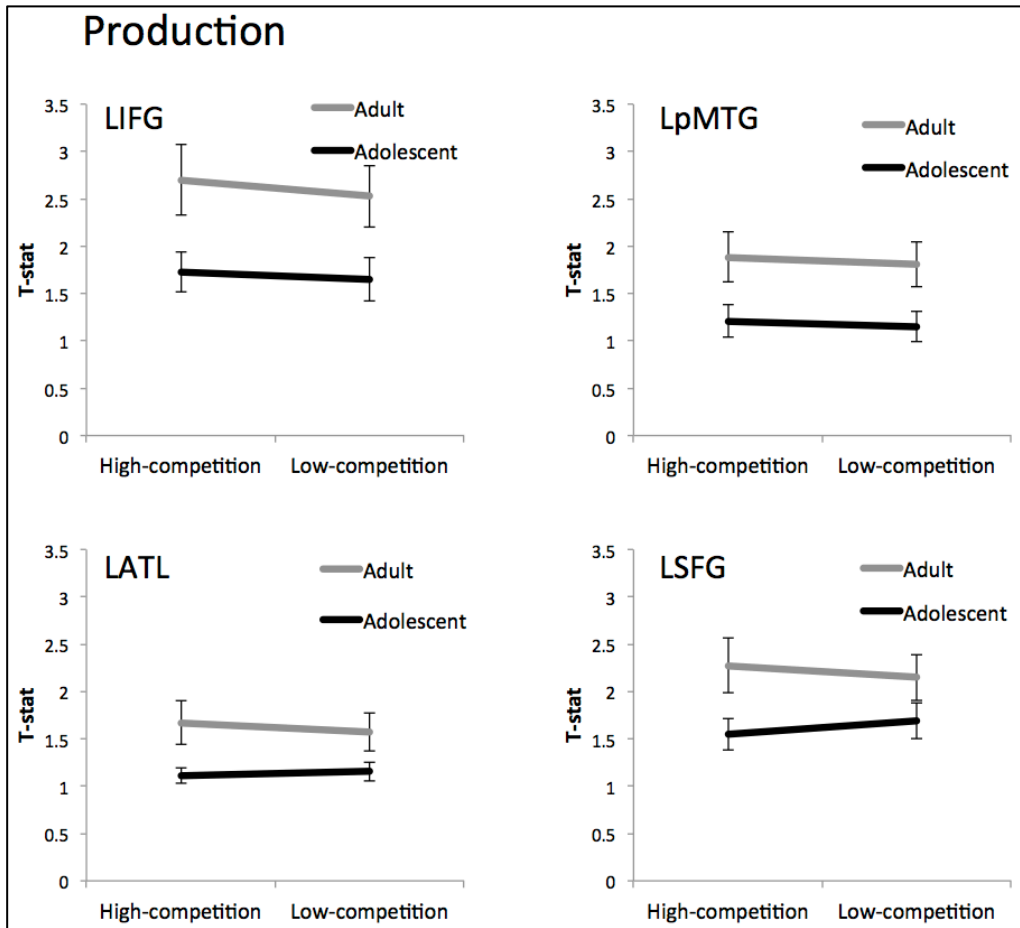 Production
LIFG
Adult
Adolescent
3.5
3
2.5
2
1.5
1
0.5
0
T-stat
High-competition Low-competition
LpMTG
Adult
Adolescent
3.5
3
2.5
2
1.5
1
0.5
0
T-stat
High-competition Low-competition
LATL
Adult
Adolescent
3.5
3
2.5
2
1.5
1
0.5
0
T-stat
High-competition Low-competition
LSFG
Adult
Adolescent
3.5
3
2.5
2
1.5
1
0.5
0
T-stat
High-competition Low-competition